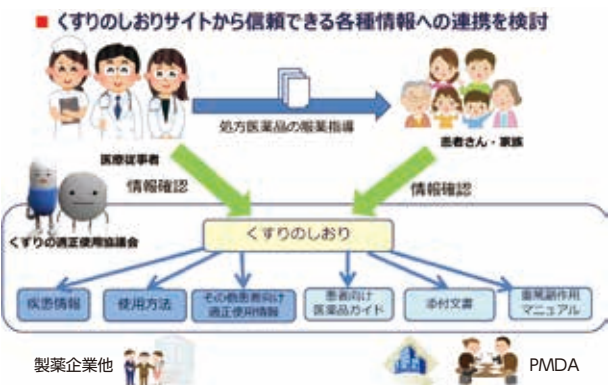 ■ くすりのしおりサイトから信頼できる各種情報への連携を検討
処方医薬品の服薬指導
医療従事者
患者さん・家族
情報確認
情報確認
くすりの適正使用協議会
くすりのしおり
疾患情報
使用方法
その他患者向け
適正使用情報
患者向け
医薬品ガイド
添付文書
重篤副作用
マニュアル
製薬企業他
PMDA